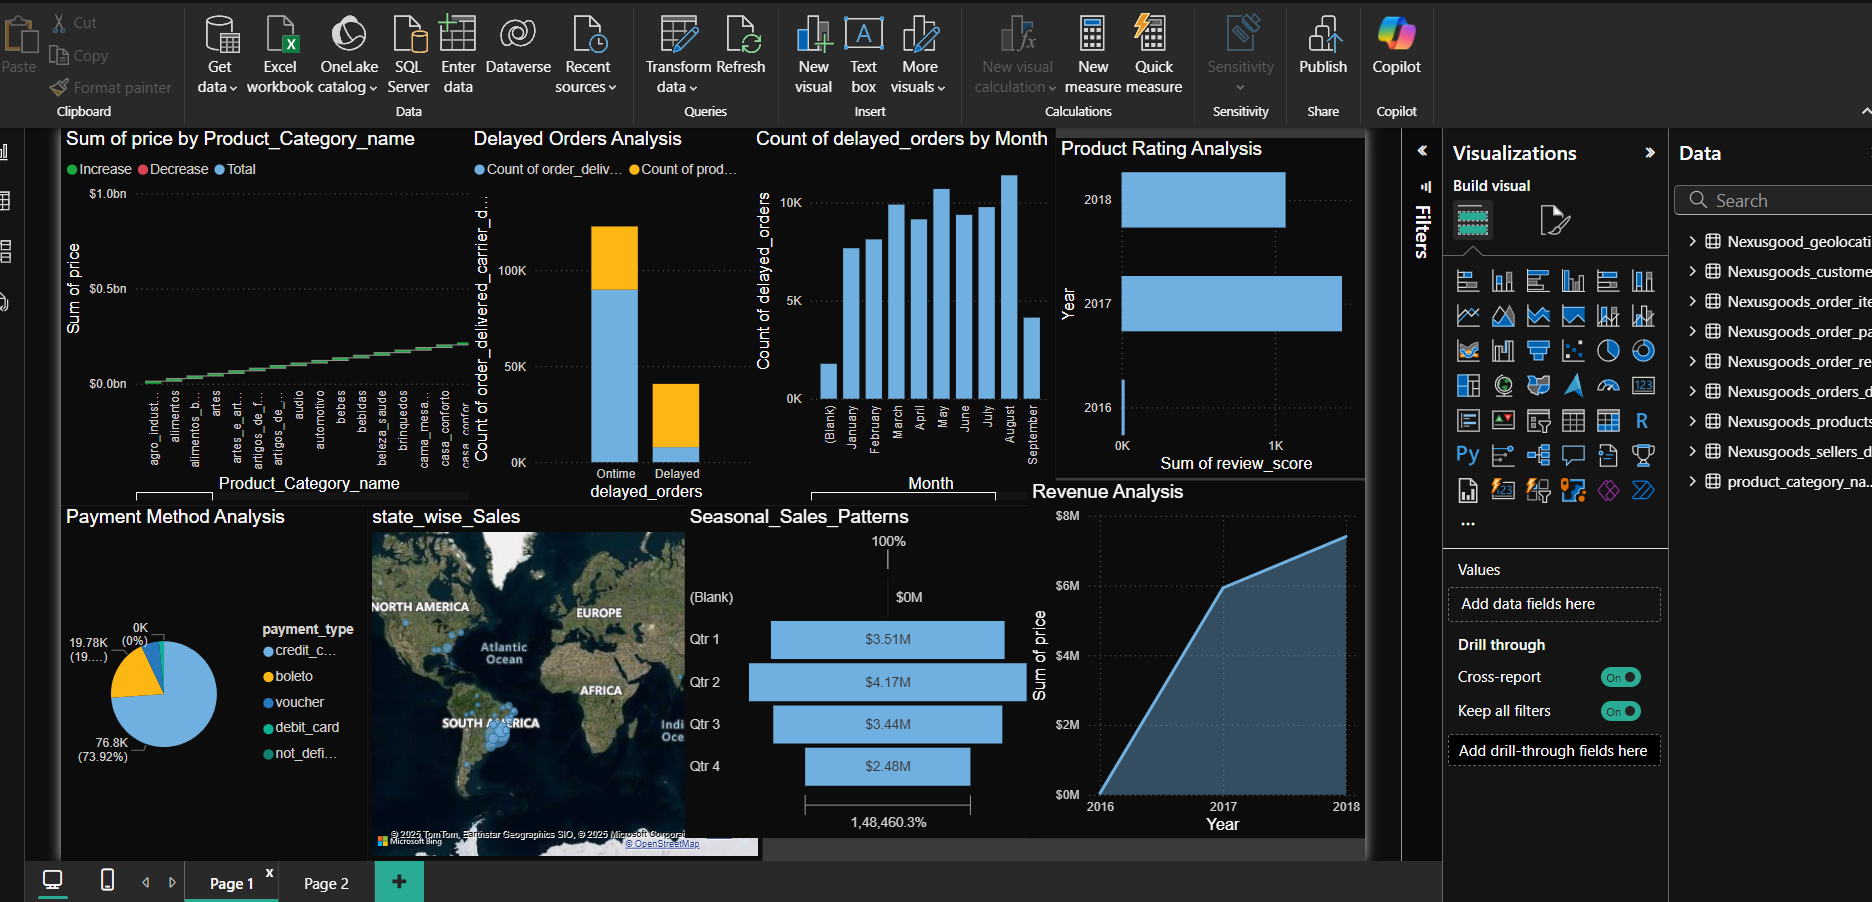 Paste
Cut
Copy
Format painter
Clipboard
Get data
Excel workbook
OneLake catalog
SQL Server
Enter data
Dataverse
Recent sources
Data
Transform data
Refresh
Queries
New visual
Text box
More visuals
Insert
New visual calculation
New measure
Quick measure
Calculations
Sensitivity
Sensitivity
Publish
Share
Copilot
Copilot
Sum of price by Product_Category_name
Increase Decrease Total
$1.0bn
$0.5bn
$0.0bn
Sum of price
agro_indust...
alimentos
alimentos_b...
artes
artes_e_art...
artigos_de_f...
artigos_de_...
audio
automotivo
bebes
bebidas
beleza_saude
brinquedos
cama_mesa...
casa_conforto
casa_confor
Product_Category_name
Delayed Orders Analysis
Count of order_deliv... Count of prod...
Count of order_delivered_carrier_d...
100K
50K
0K
Ontime Delayed
delayed_orders
Count of delayed_orders by Month
Count of delayed_orders
10K
5K
0K
(Blank)
January
February
March
April
May
June
July
August
September
Month
Product Rating Analysis
Year
2018
2017
2016
0K 1K
Sum of review_score
Payment Method Analysis
0K
(0%)
19.78K
(19....)
76.8K
(73.92%)
payment_type
credit_c...
boleto
voucher
debit_card
not_defi...
state_wise_Sales
NORTH AMERICA
EUROPE
Atlantic
Ocean
AFRICA
SOUTH AMERICA
Indi
Oce
© 2025 TomTom, Earthstar Geographics SIO, © 2025 Microsoft Corpora
Microsoft Bing
© OpenStreetMap
Seasonal_Sales_Patterns
100%
(Blank) $0M
Qtr 1 $3.51M
Qtr 2 $4.17M
Qtr 3 $3.44M
Qtr 4 $2.48M
1,48,460.3%
Revenue Analysis
Sum of price
$8M
$6M
$4M
$2M
$0M
2016 2017 2018
Year
Filters
Visualizations
Build visual
123
R
Py
123
...
Values
Add data fields here
Drill through
Cross-report On
Keep all filters On
Add drill-through fields here
Data
Search
Nexusgood_geolocati
Nexusgoods_custome
Nexusgoods_order_ite
Nexusgoods_order_pa
Nexusgoods_order_re
Nexusgoods_orders_d
Nexusgoods_products
Nexusgoods_sellers_d
product_category_na...
Page 1 x
Page 2
+